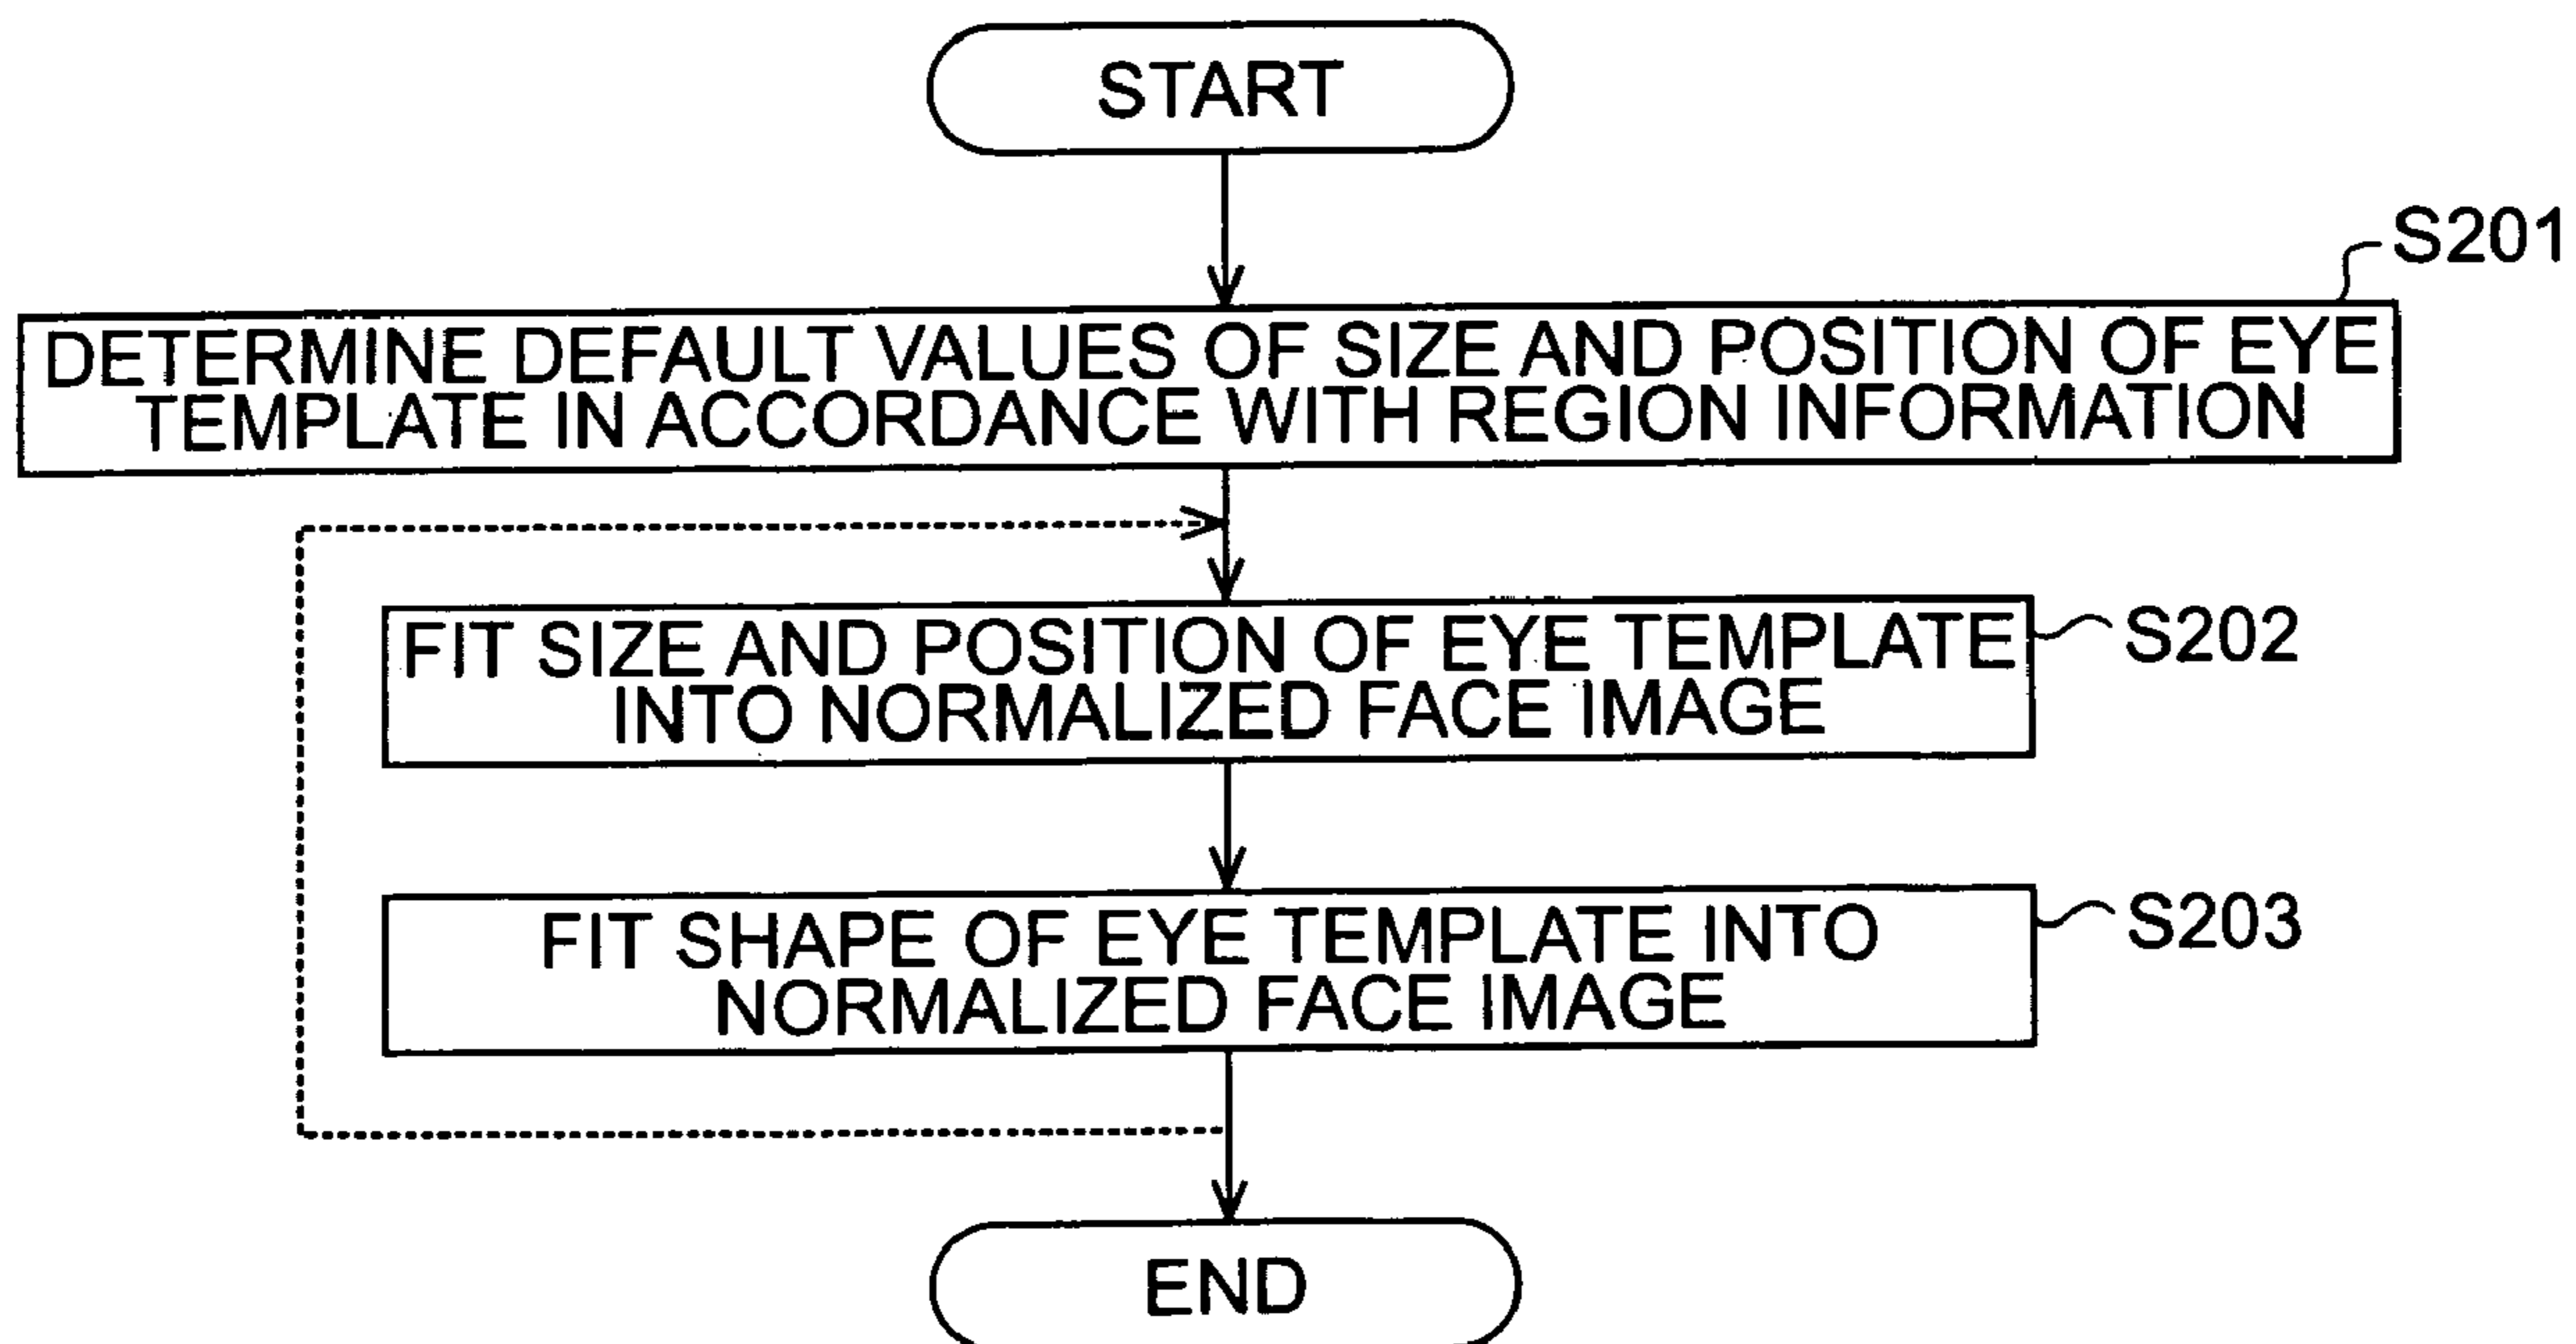 START
S201
DETERMINE DEFAULT VALUES OF SIZE AND POSITION OF EYE
TEMPLATE IN ACCORDANCE WITH REGION INFORMATION
FIT SIZE AND POSITION OF EYE TEMPLATE
INTO NORMALIZED FACE IMAGE
S202
FIT SHAPE OF EYE TEMPLATE INTO
NORMALIZED FACE IMAGE
S203
END